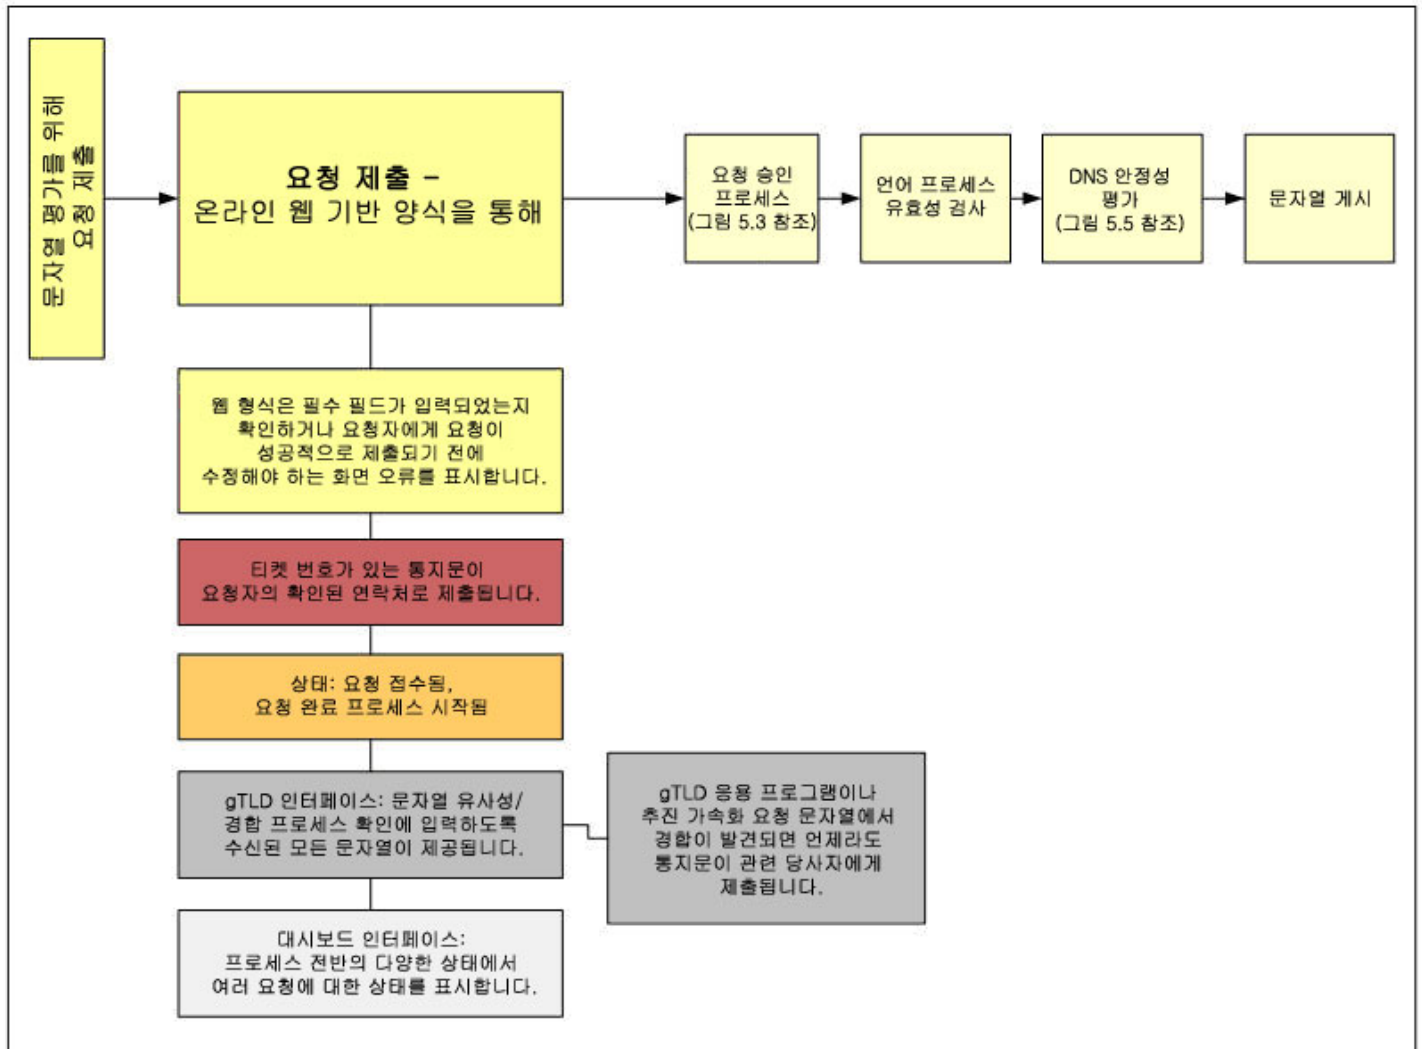 문자열 평가를 위해
요청 제출
요청 제출 –
온라인 웹 기반 양식을 통해
요청 승인
프로세스
(그림 5.3 참조)
언어 프로세스
유효성 검사
DNS 안정성
평가
(그림 5.5 참조)
문자열 게시
웹 형식은 필수 필드가 입력되었는지
확인하거나 요청자에게 요청이
성공적으로 제출되기 전에
수정해야 하는 화면 오류를 표시합니다.
티켓 번호가 있는 통지문이
요청자의 확인된 연락처로 제출됩니다.
상태: 요청 접수됨,
요청 완료 프로세스 시작됨
gTLD 인터페이스: 문자열 유사성/
경합 프로세스 확인에 입력하도록
수신된 모든 문자열이 제공됩니다.
gTLD 응용 프로그램이나
추진 가속화 요청 문자열에서
경합이 발견되면 언제라도
통지문이 관련 당사자에게
제출됩니다.
대시보드 인터페이스:
프로세스 전반의 다양한 상태에서
여러 요청에 대한 상태를 표시합니다.